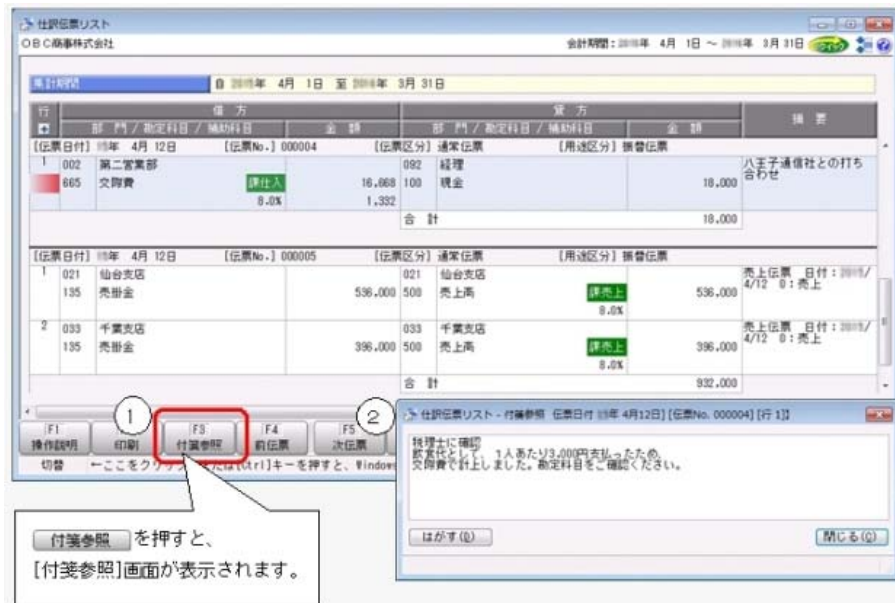 仕訳伝票リスト
OBC商事株式会社
会計期間： 年 4月 1日 ～ 年 3月31日
クイック
集計期間
自 年 4月 1日 至 年 3月31日
行 借 方 貸 方 摘 要
部 門 / 勘定科目 / 補助科目 金 額 部 門 / 勘定科目 / 補助科目 金 額
[伝票日付] 年 4月 12日 [伝票No.] 000004 [伝票区分] 通常伝票 [用途区分] 振替伝票
1 002 第二営業部 092 経理 八王子通信社との打ち
665 交際費 課仕入 16,668 100 現金 18,000 合わせ
8.0% 1,332
合 計 18,000
[伝票日付] 年 4月 12日 [伝票No.] 000005 [伝票区分] 通常伝票 [用途区分] 振替伝票
1 021 仙台支店 021 仙台支店 売上伝票 日付：
135 売掛金 536,000 500 売上高 課売上 536,000 4/12 0：売上
8.0%
2 033 千葉支店 033 千葉支店 売上伝票 日付：
135 売掛金 396,000 500 売上高 課売上 396,000 4/12 0：売上
8.0%
合 計 932,000
① ②
F1 F3 F4 F5
操作説明 印刷 付箋参照 前伝票 次伝票
切替 ←ここをクリック または[Ctrl]キーを押すと、Windows
仕訳伝票リスト - 付箋参照 伝票日付 年 4月12日] [伝票No. 000004] [行 1]】
税理士に確認
飲食代として、1人あたり3,000円支払ったため、
交際費で計上しました。勘定科目をご確認ください。
はがす(D) 閉じる(C)
付箋参照 を押すと、
[付箋参照]画面が表示されます。